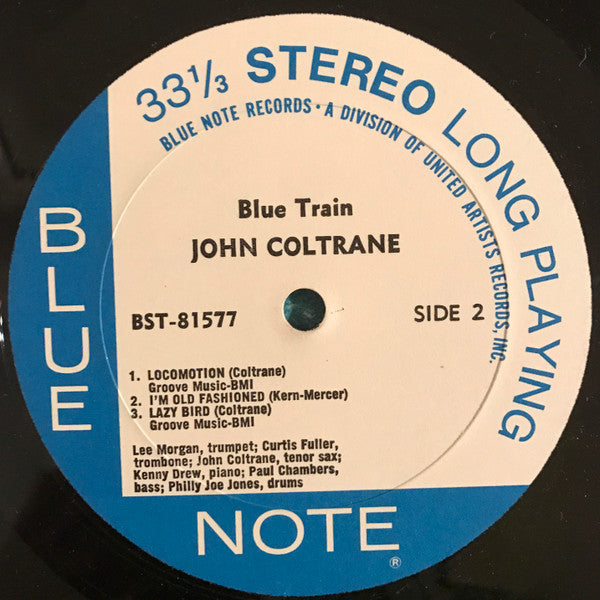 33⅓ STEREO LONG PLAYING
BLUE NOTE RECORDS • A DIVISION OF UNITED ARTISTS RECORDS, INC.
Blue Train
JOHN COLTRANE
BST-81577
SIDE 2
1. LOCOMOTION (Coltrane)
Groove Music-BMI
2. I'M OLD FASHIONED (Kern-Mercer)
3. LAZY BIRD (Coltrane)
Groove Music-BMI
Lee Morgan, trumpet; Curtis Fuller,
trombone; John Coltrane, tenor sax;
Kenny Drew, piano; Paul Chambers,
bass; Philly Joe Jones, drums
BLUE
NOTE
®